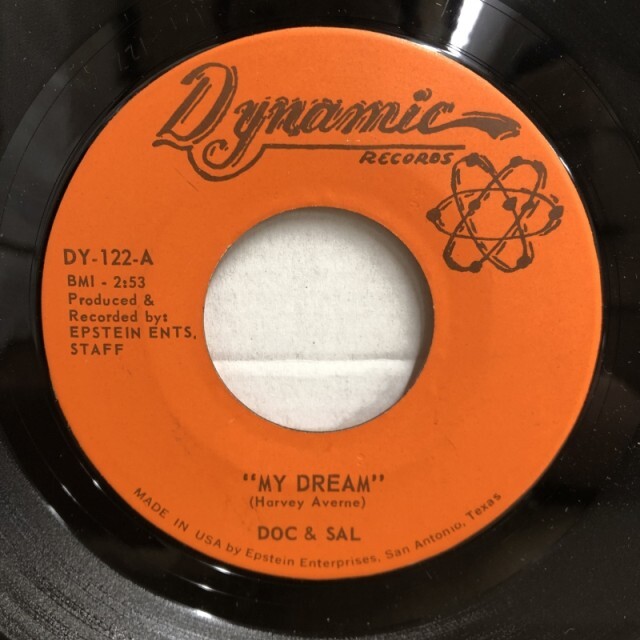 Dynamic
RECORDS
DY-122-A
BMI - 2:53
Produced &
Recorded by:
EPSTEIN ENTS.
STAFF
"MY DREAM"
(Harvey Averne)
DOC & SAL
MADE IN USA by Epstein Enterprises, San Antonio, Texas